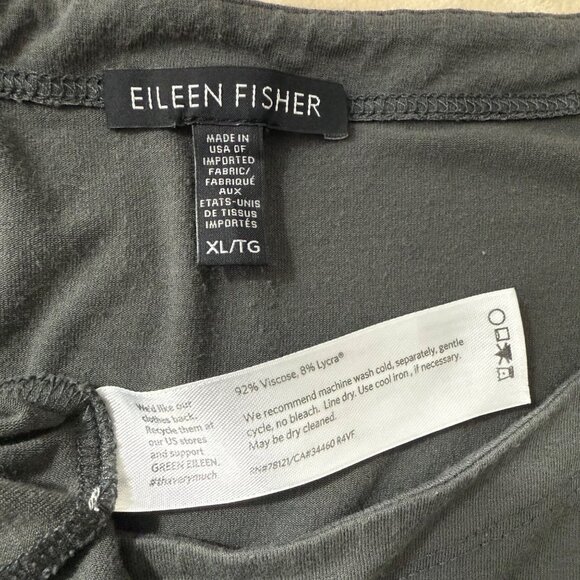 EILEEN FISHER
MADE IN
USA OF
IMPORTED
FABRIC/
FABRIQUÉ
AUX
ETATS-UNIS
DE TISSUS
IMPORTÉS
XL/TG
92% Viscose, 8% Lycra®
We recommend machine wash cold, separately, gentle
cycle, no bleach. Line dry. Use cool iron, if necessary.
May be dry cleaned.
RN#78121/CA#34460 R4VF
We'd like our
clothes back.
Recycle them at
our US stores
and support
GREEN EILEEN.
#thxverymuch